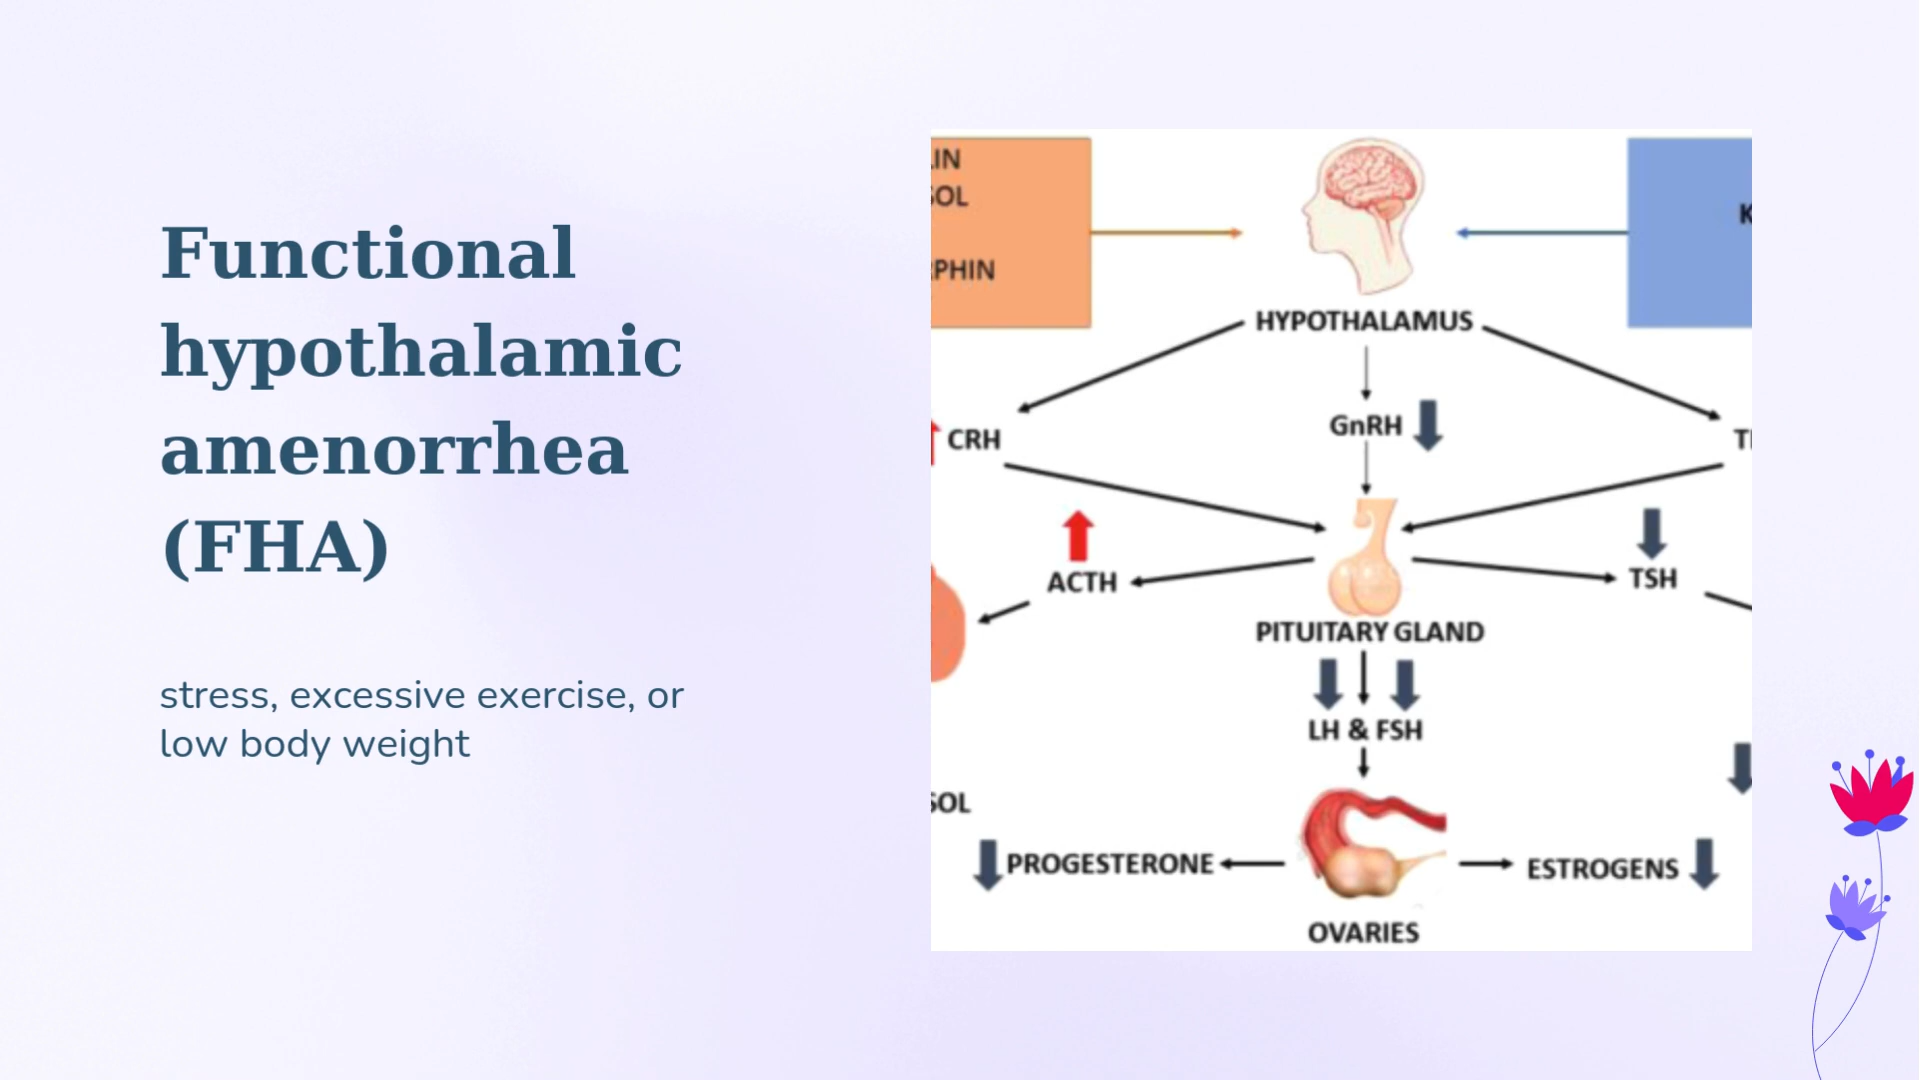 Functional
hypothalamic
amenorrhea
(FHA)
stress, excessive exercise, or
low body weight
HYPOTHALAMUS
CRH
GnRH
ACTH
TSH
PITUITARY GLAND
LH & FSH
PROGESTERONE
ESTROGENS
OVARIES